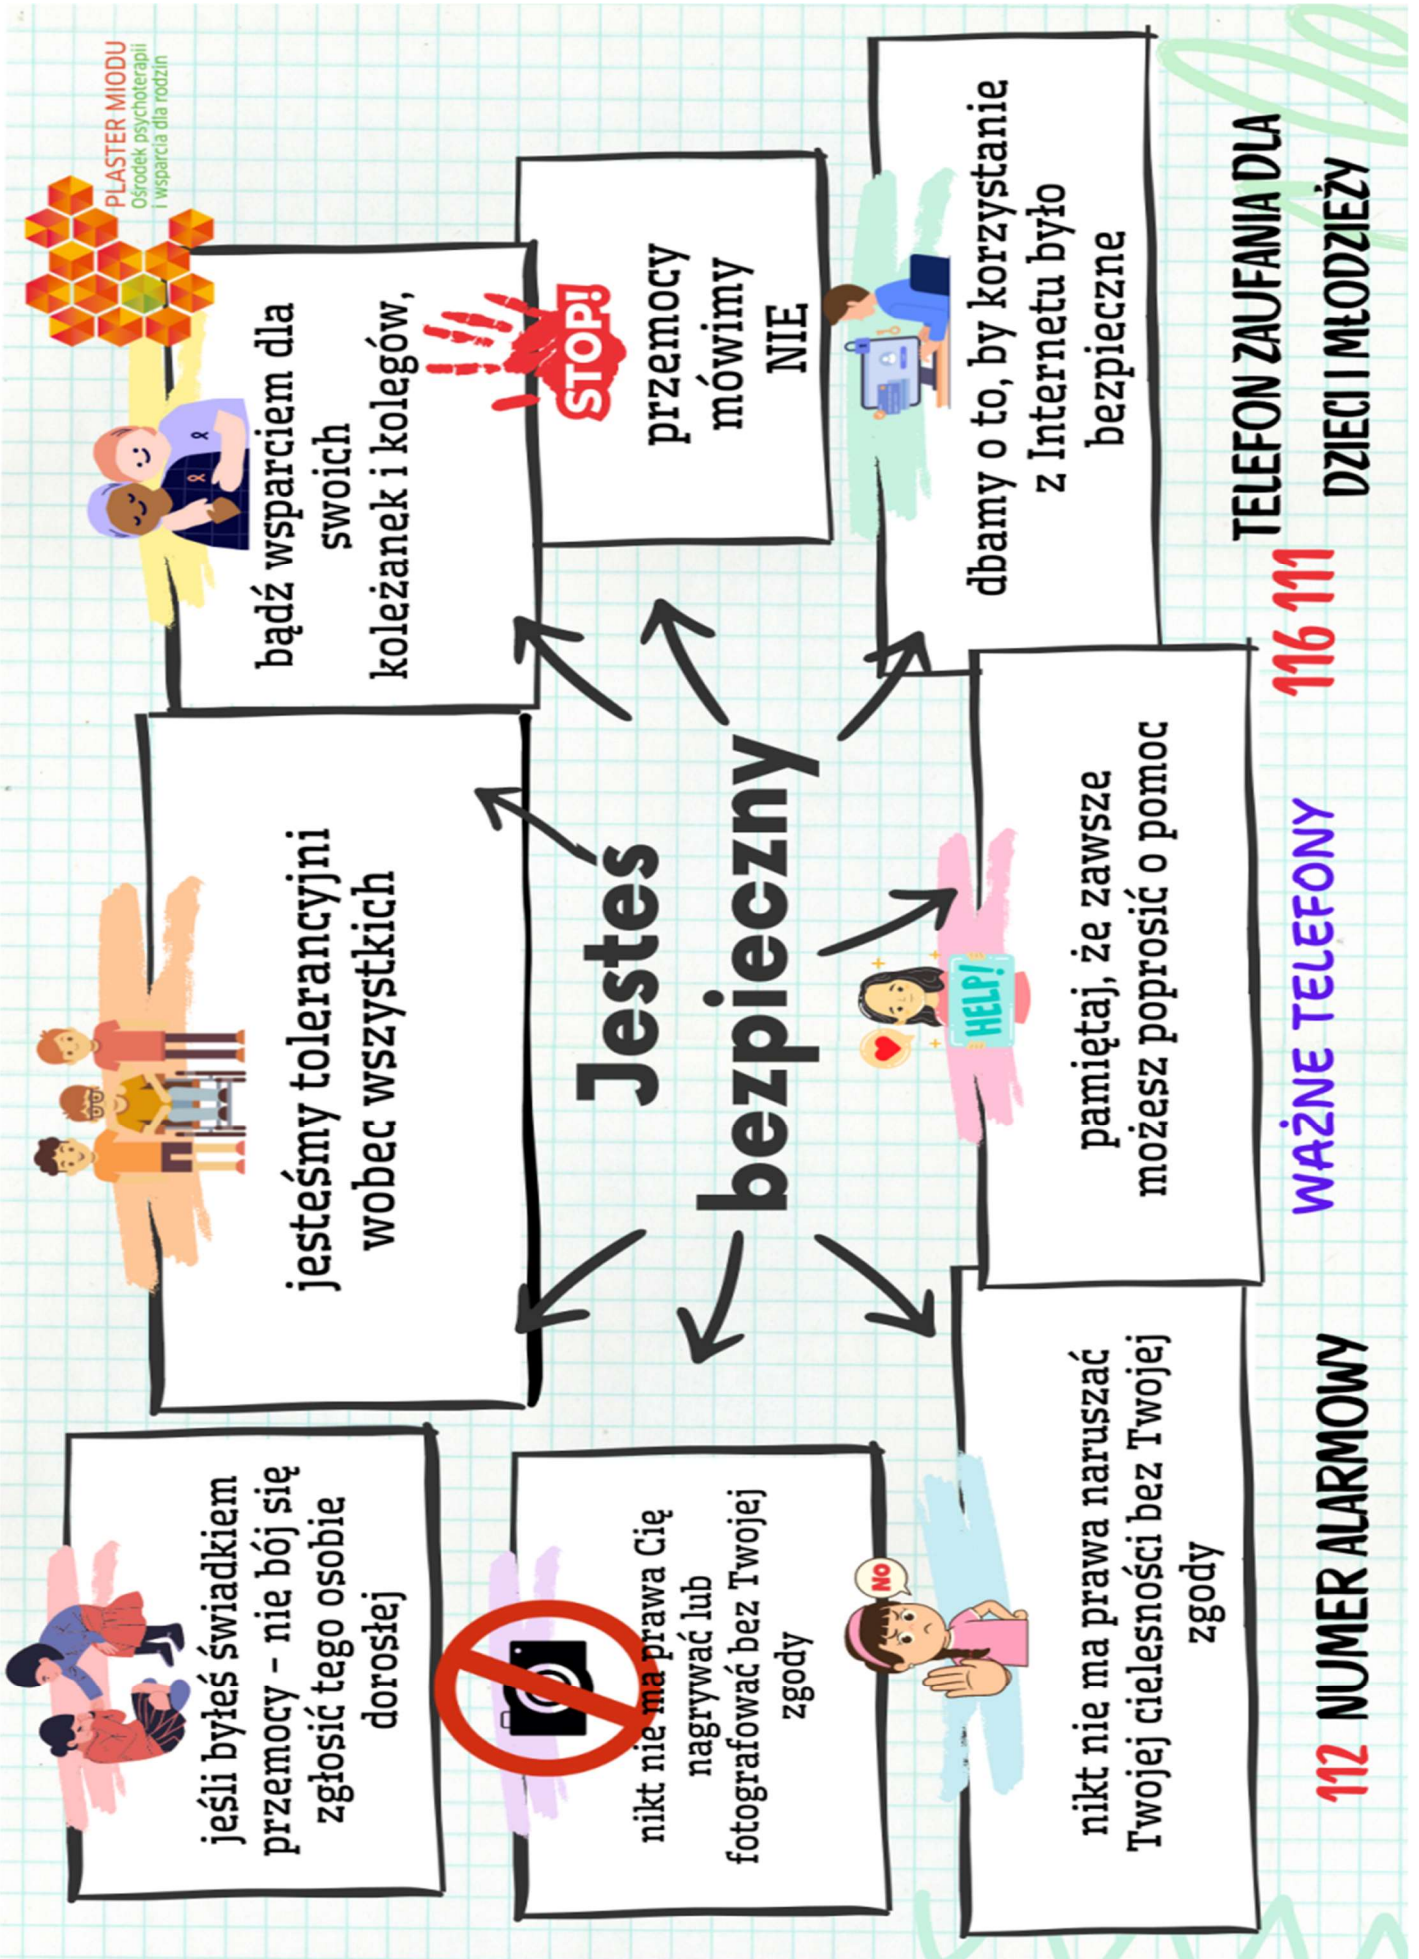 PLASTER MIODU
Ośrodek psychoterapii
i wsparcia dla rodzin
jeśli byłeś świadkiem
przemocy - nie bój się
zgłosić tego osobie
dorosłej
jesteśmy tolerancyjni
wobec wszystkich
bądź wsparciem dla
swoich
koleżanek i kolegów,
nikt nie ma prawa Cię
nagrywać lub
fotografować bez Twojej
zgody
Jestes
bezpieczny
STOP!
przemocy
mówimy
NIE
NO
nikt nie ma prawa naruszać
Twojej cielesności bez Twojej
zgody
HELP!
pamiętaj, że zawsze
możesz poprosić o pomoc
dbamy o to, by korzystanie
z Internetu było
bezpieczne
WAŻNE TELEFONY
112 NUMER ALARMOWY
116 111 TELEFON ZAUFANIA DLA
DZIECI I MŁODZIEŻY